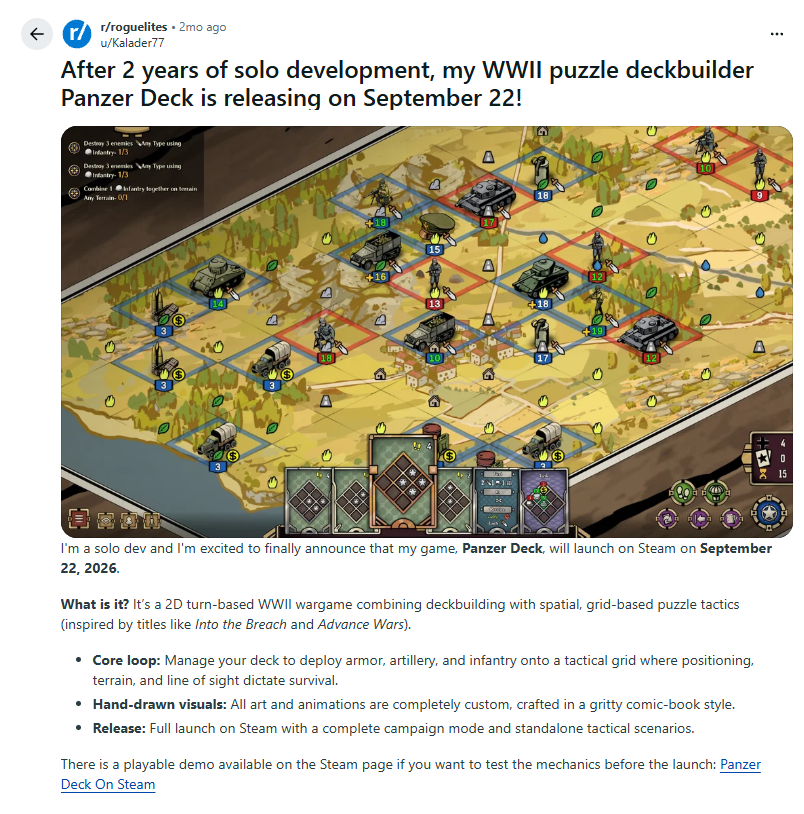 r/roguelites • 2mo ago
u/Kalader77
After 2 years of solo development, my WWII puzzle deckbuilder
Panzer Deck is releasing on September 22!
Destroy 3 enemies Any Type using
Infantry- 1/3
Destroy 3 enemies Any Type using
Infantry- 1/3
Combine 1 Infantry together on terrain
Any Terrain- 0/1
10
9
18
+18
17
15
+16
12
14
13
+18
3
+19
18
10
17
12
3
3
3
3
4
4
0
15
I'm a solo dev and I'm excited to finally announce that my game, Panzer Deck, will launch on Steam on September
22, 2026.
What is it? It's a 2D turn-based WWII wargame combining deckbuilding with spatial, grid-based puzzle tactics
(inspired by titles like Into the Breach and Advance Wars).
• Core loop: Manage your deck to deploy armor, artillery, and infantry onto a tactical grid where positioning,
terrain, and line of sight dictate survival.
• Hand-drawn visuals: All art and animations are completely custom, crafted in a gritty comic-book style.
• Release: Full launch on Steam with a complete campaign mode and standalone tactical scenarios.
There is a playable demo available on the Steam page if you want to test the mechanics before the launch: Panzer
Deck On Steam